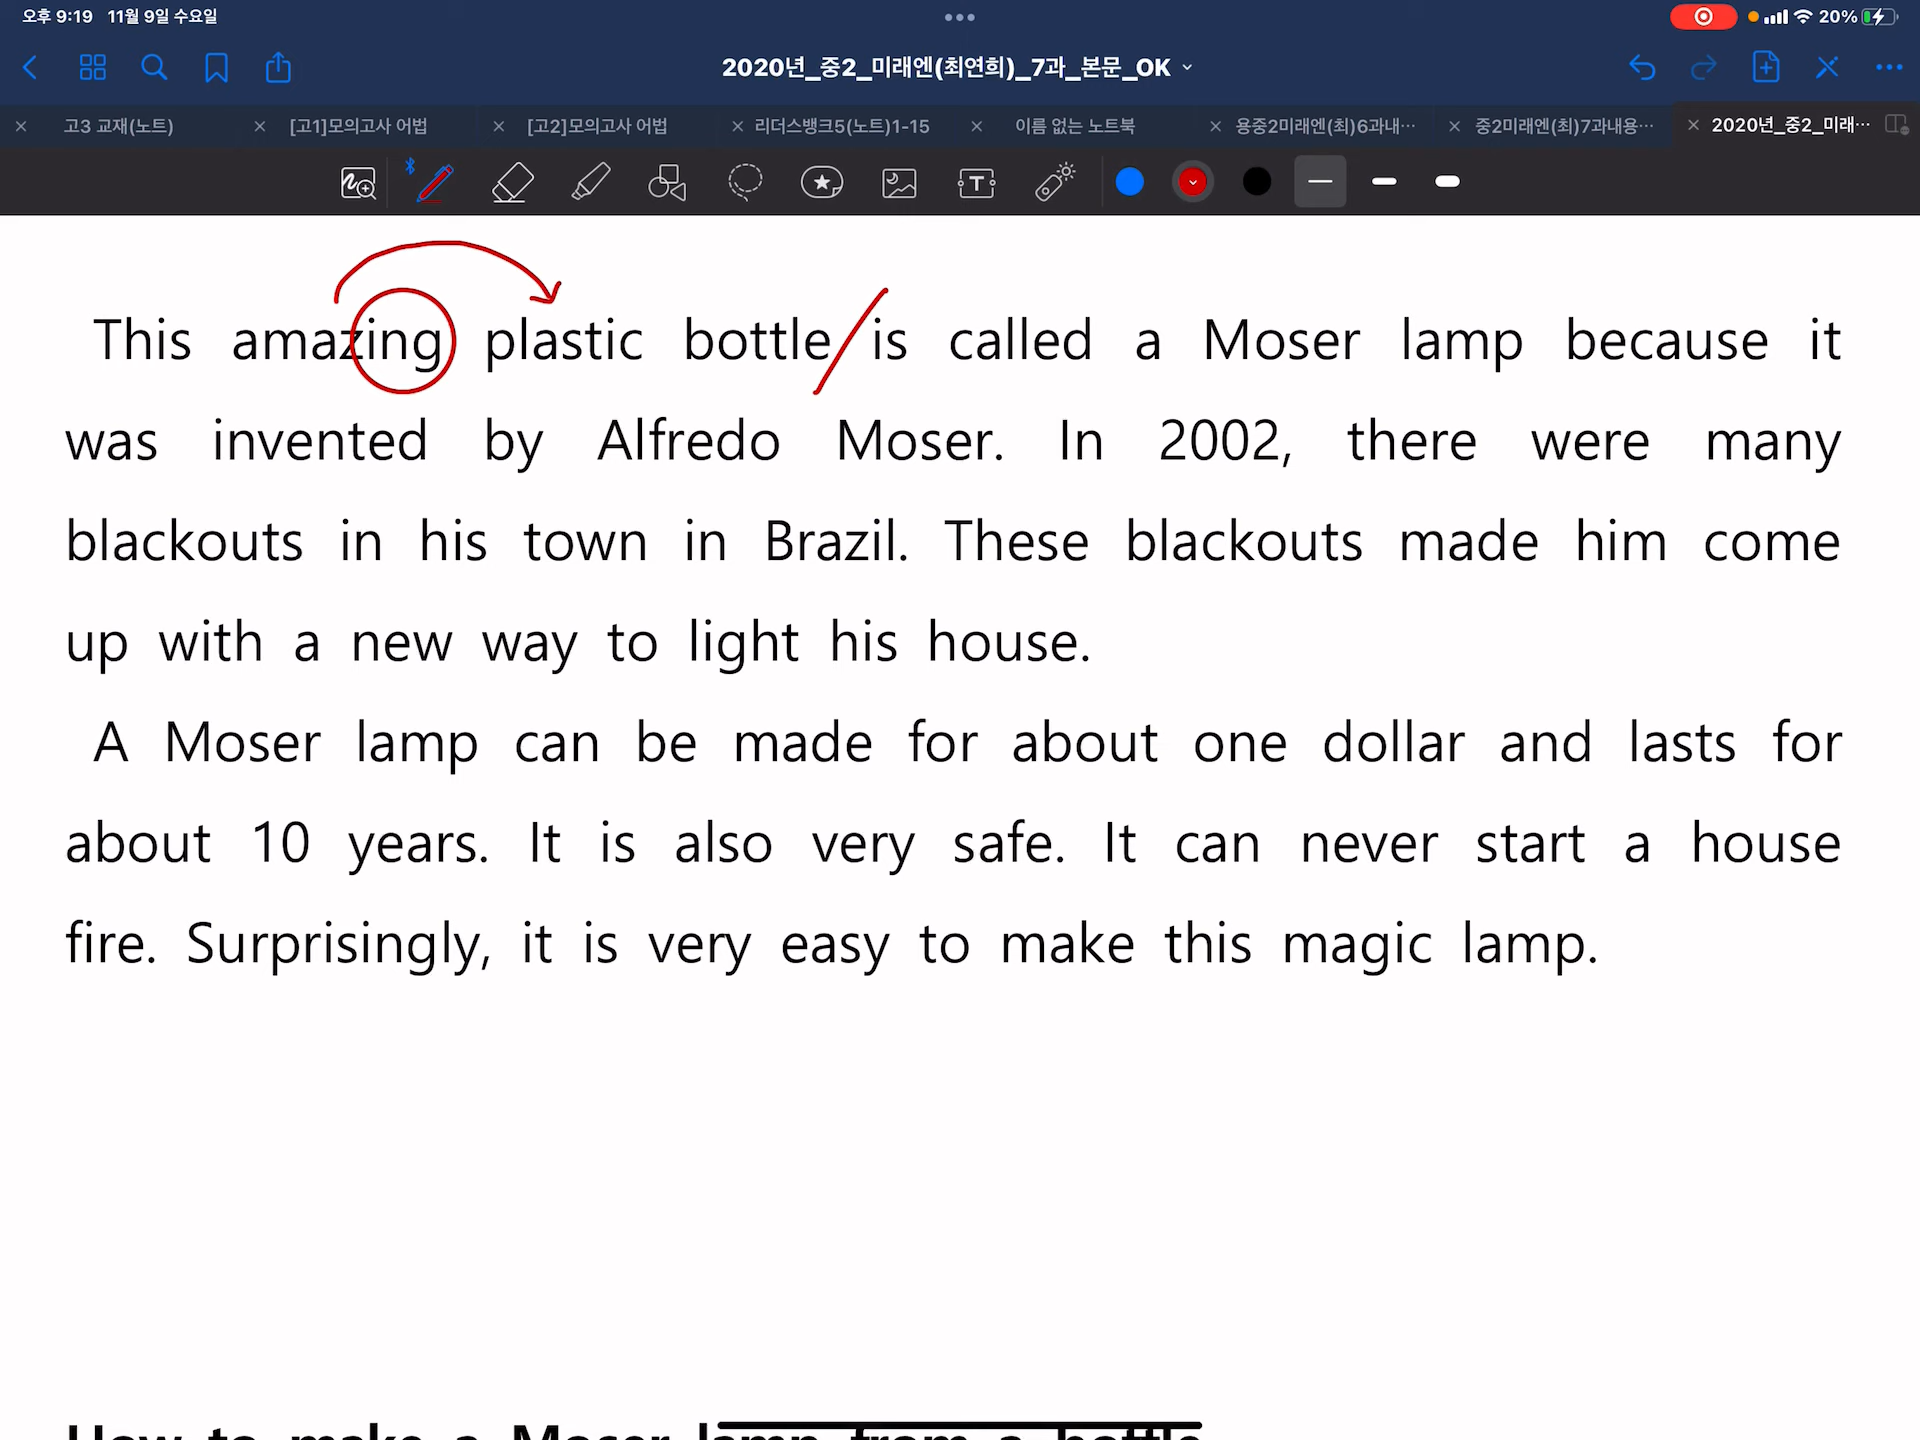 오후 9:19 11월 9일 수요일
20%
2020년_중2_미래엔(최연희)_7과_본문_OK
고3 교재(노트)
[고1]모의고사 어법
[고2]모의고사 어법
리더스뱅크5(노트)1-15
이름 없는 노트북
용중2미래엔(최)6과내…
중2미래엔(최)7과내용…
2020년_중2_미래…
This amazing plastic bottle is called a Moser lamp because it
was invented by Alfredo Moser. In 2002, there were many
blackouts in his town in Brazil. These blackouts made him come
up with a new way to light his house.
A Moser lamp can be made for about one dollar and lasts for
about 10 years. It is also very safe. It can never start a house
fire. Surprisingly, it is very easy to make this magic lamp.
How to make a Moser lamp from a bottle